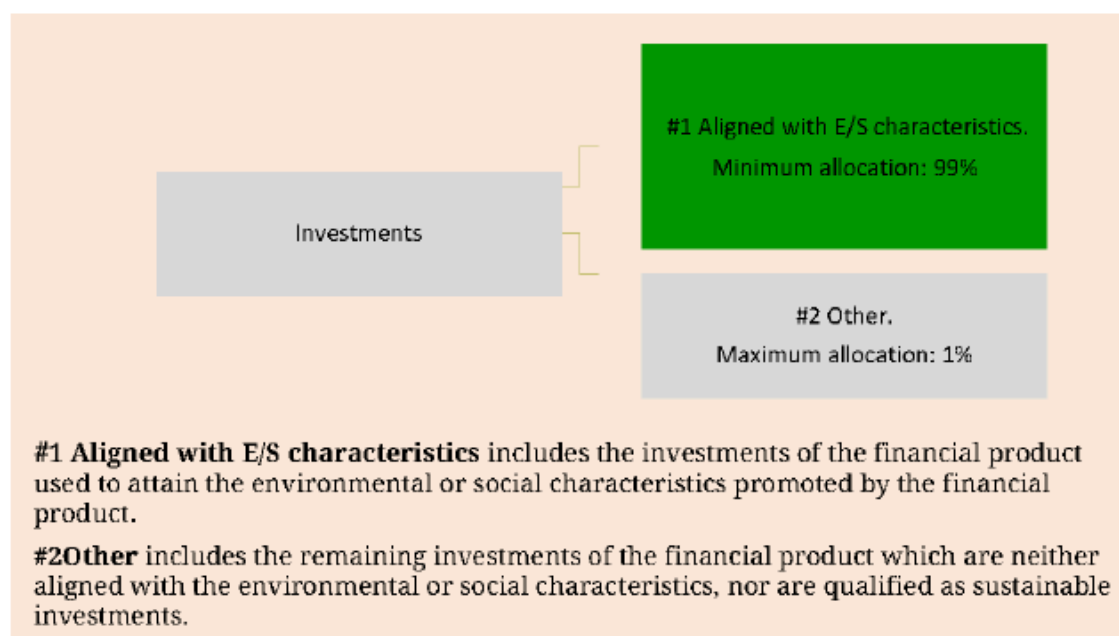 #1 Aligned with E/S characteristics.
Minimum allocation: 99%
Investments
#2 Other.
Maximum allocation: 1%
#1 Aligned with E/S characteristics includes the investments of the financial product
used to attain the environmental or social characteristics promoted by the financial
product.
#2Other includes the remaining investments of the financial product which are neither
aligned with the environmental or social characteristics, nor are qualified as sustainable
investments.